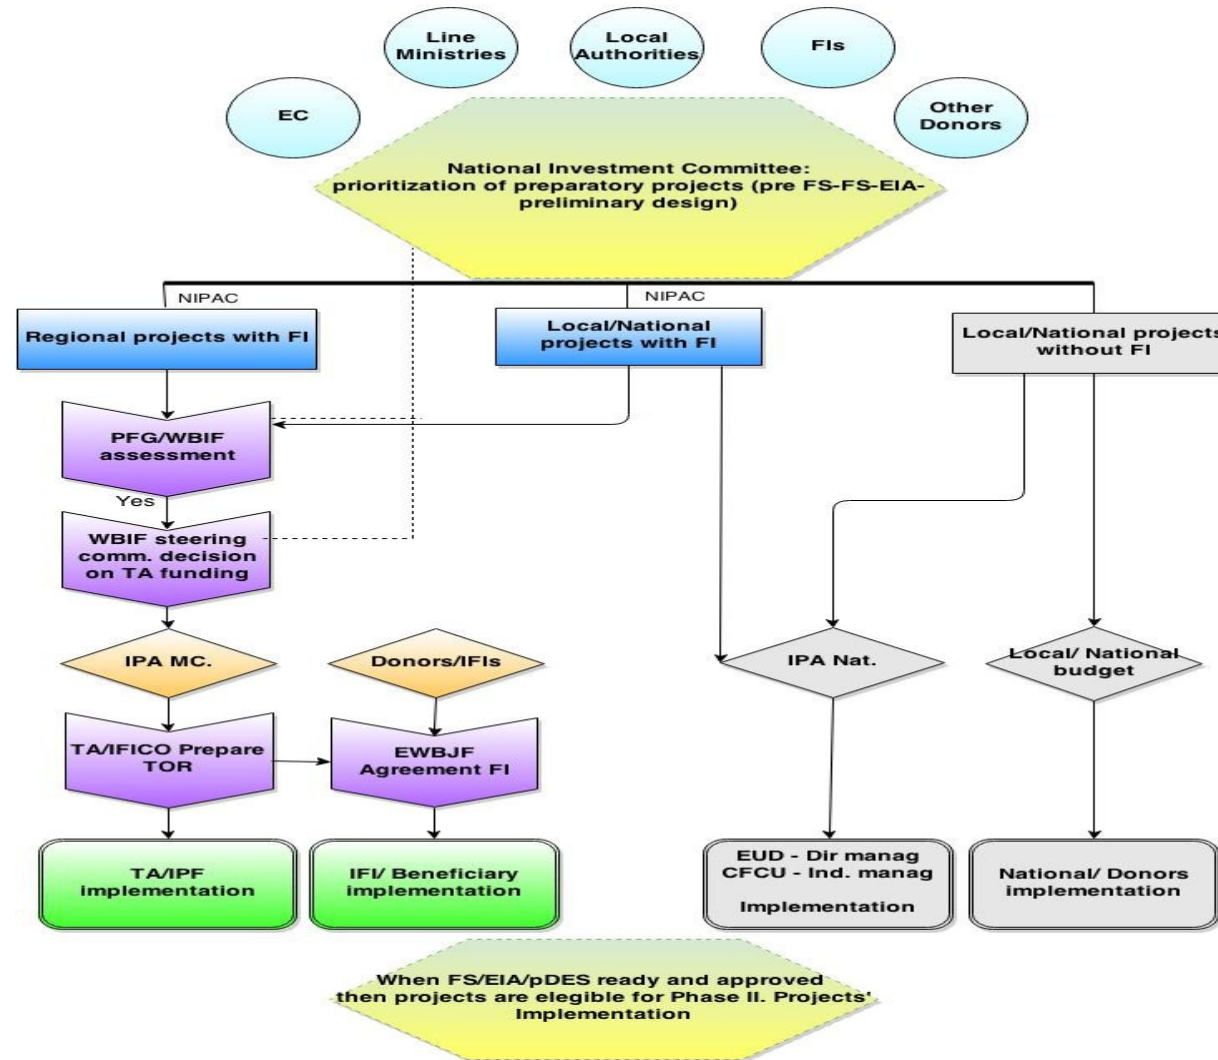 Line
Ministries
Local
Authorities
FIs
EC
Other
Donors
National Investment Committee:
prioritization of preparatory projects (pre FS-FS-EIA-
preliminary design)
NIPAC
NIPAC
Regional projects with FI
Local/National
projects with FI
Local/National projects
without FI
PFG/WBIF
assessment
Yes
WBIF steering
comm. decision
on TA funding
IPA MC.
Donors/IFIs
IPA Nat.
Local/ National
budget
TA/IFICO Prepare
TOR
EWBJF
Agreement FI
TA/IPF
implementation
IFI/ Beneficiary
implementation
EUD - Dir manag
CFCU - Ind. manag
Implementation
National/ Donors
implementation
When FS/EIA/pDES ready and approved
then projects are elegible for Phase II. Projects'
Implementation